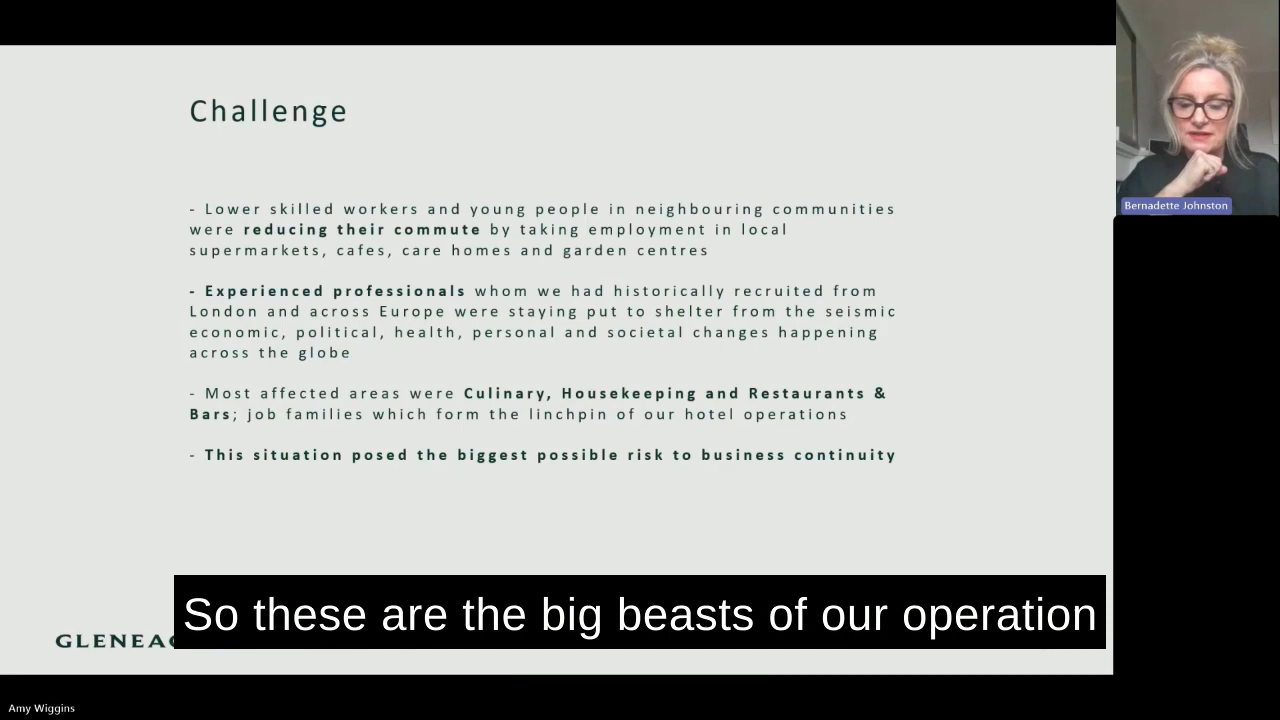 Challenge
- Lower skilled workers and young people in neighbouring communities
were reducing their commute by taking employment in local
supermarkets, cafes, care homes and garden centres
- Experienced professionals whom we had historically recruited from
London and across Europe were staying put to shelter from the seismic
economic, political, health, personal and societal changes happening
across the globe
- Most affected areas were Culinary, Housekeeping and Restaurants &
Bars; job families which form the linchpin of our hotel operations
- This situation posed the biggest possible risk to business continuity
Bernadette Johnston
So these are the big beasts of our operation
Amy Wiggins